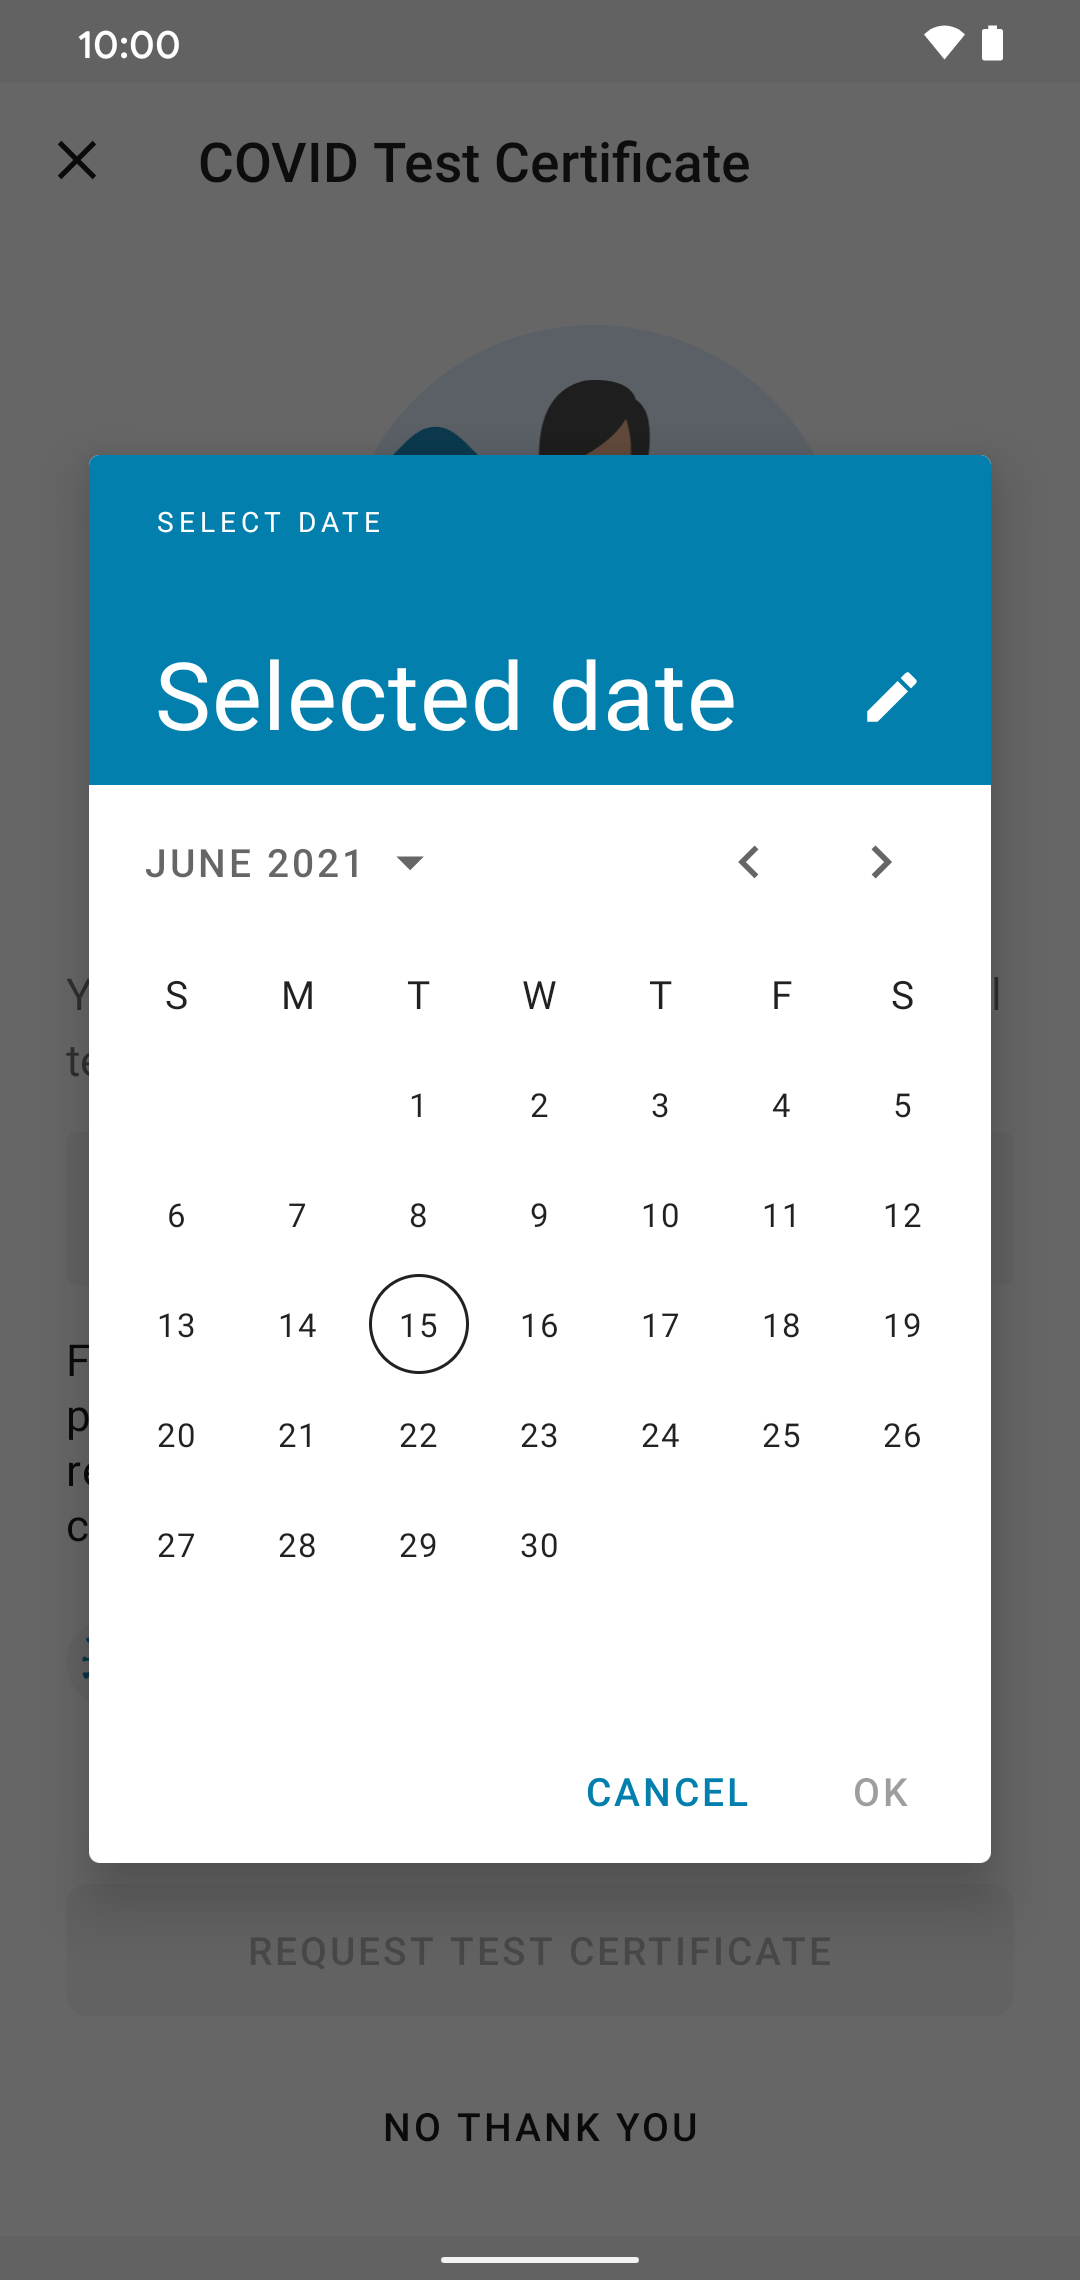 10:00
COVID Test Certificate
SELECT DATE
Selected date
JUNE 2021
S M T W T F S
1 2 3 4 5
6 7 8 9 10 11 12
13 14 15 16 17 18 19
20 21 22 23 24 25 26
27 28 29 30
CANCEL OK
REQUEST TEST CERTIFICATE
NO THANK YOU